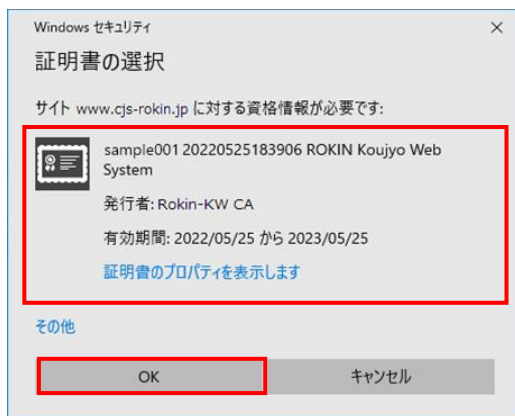 Windows セキュリティ
証明書の選択
サイト www.cjs-rokin.jp に対する資格情報が必要です:
sample001 20220525183906 ROKIN Koujyo Web
System
発行者: Rokin-KW CA
有効期間: 2022/05/25 から 2023/05/25
証明書のプロパティを表示します
その他
OK
キャンセル